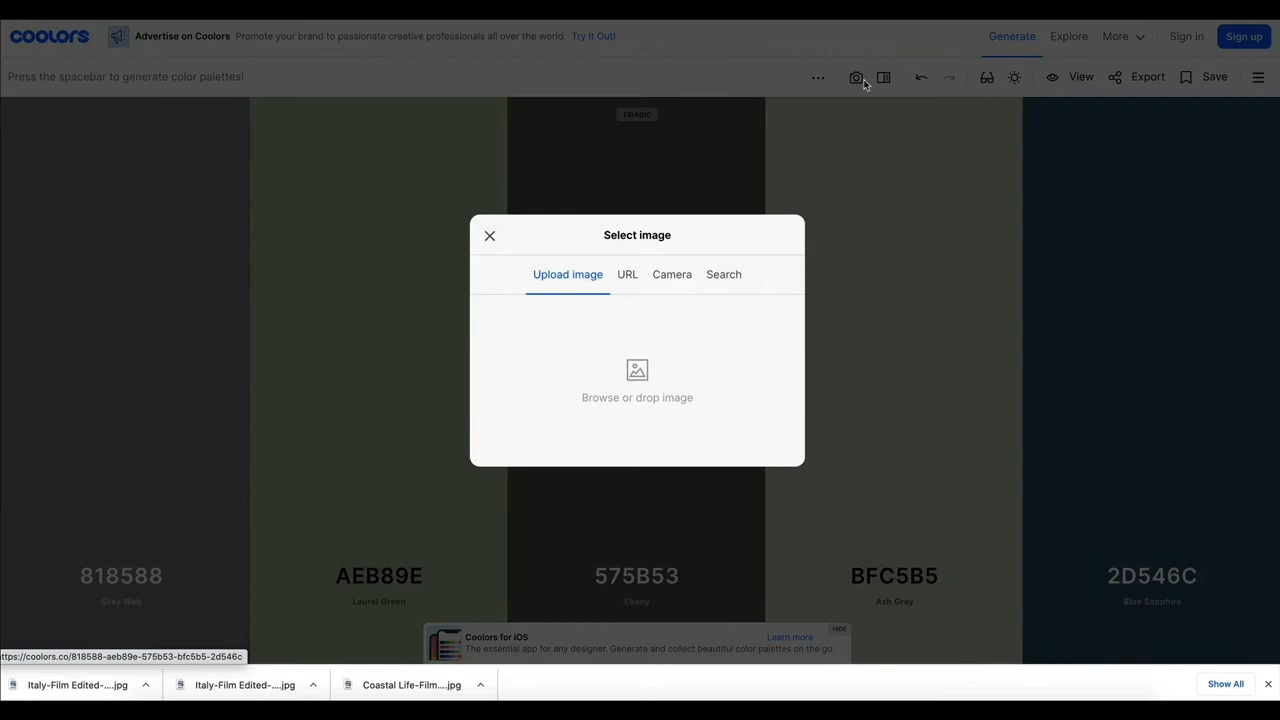 coolors
Advertise on Coolors Promote your brand to passionate creative professionals all over the world. Try It Out!
Generate Explore More Sign in Sign up
Press the spacebar to generate color palettes!
View Export Save
TRIADIC
Select image
Upload image URL Camera Search
Browse or drop image
818588 AEB89E 575B53 BFC5B5 2D546C
Gray Web Laurel Green Ebony Ash Gray Blue Sapphire
Coolors for iOS Learn more HIDE
The essential app for any designer. Generate and collect beautiful color palettes on the go.
ttps://coolors.co/818588-aeb89e-575b53-bfc5b5-2d546c
Italy-Film Edited-....jpg Italy-Film Edited-....jpg Coastal Life-Film....jpg Show All